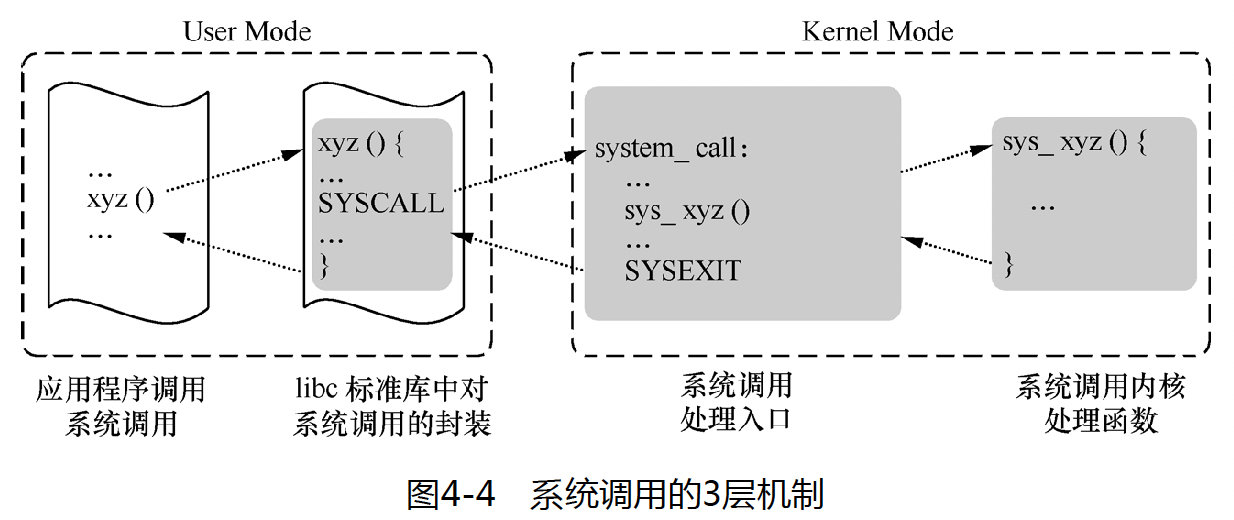 User Mode
Kernel Mode
...
xyz ()
...
xyz () {
...
SYSCALL
...
}
system_ call:
...
sys_ xyz ()
...
SYSEXIT
sys_ xyz () {
...
}
应用程序调用
系统调用
libc 标准库中对
系统调用的封装
系统调用
处理入口
系统调用内核
处理函数
图4-4 系统调用的3层机制